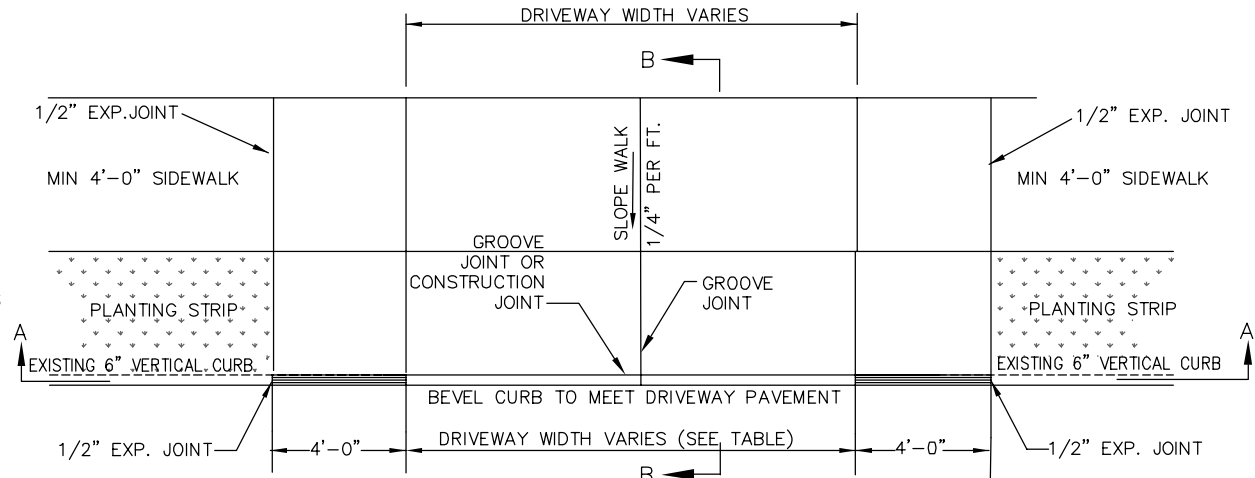 DRIVEWAY WIDTH VARIES
B
1/2" EXP.JOINT
1/2" EXP. JOINT
MIN 4'-0" SIDEWALK
SLOPE WALK
1/4" PER FT.
MIN 4'-0" SIDEWALK
GROOVE
JOINT OR
CONSTRUCTION
JOINT
GROOVE
JOINT
PLANTING STRIP
PLANTING STRIP
A
A
EXISTING 6" VERTICAL CURB
EXISTING 6" VERTICAL CURB
BEVEL CURB TO MEET DRIVEWAY PAVEMENT
1/2" EXP. JOINT
4'-0"
DRIVEWAY WIDTH VARIES (SEE TABLE)
4'-0"
1/2" EXP. JOINT
B